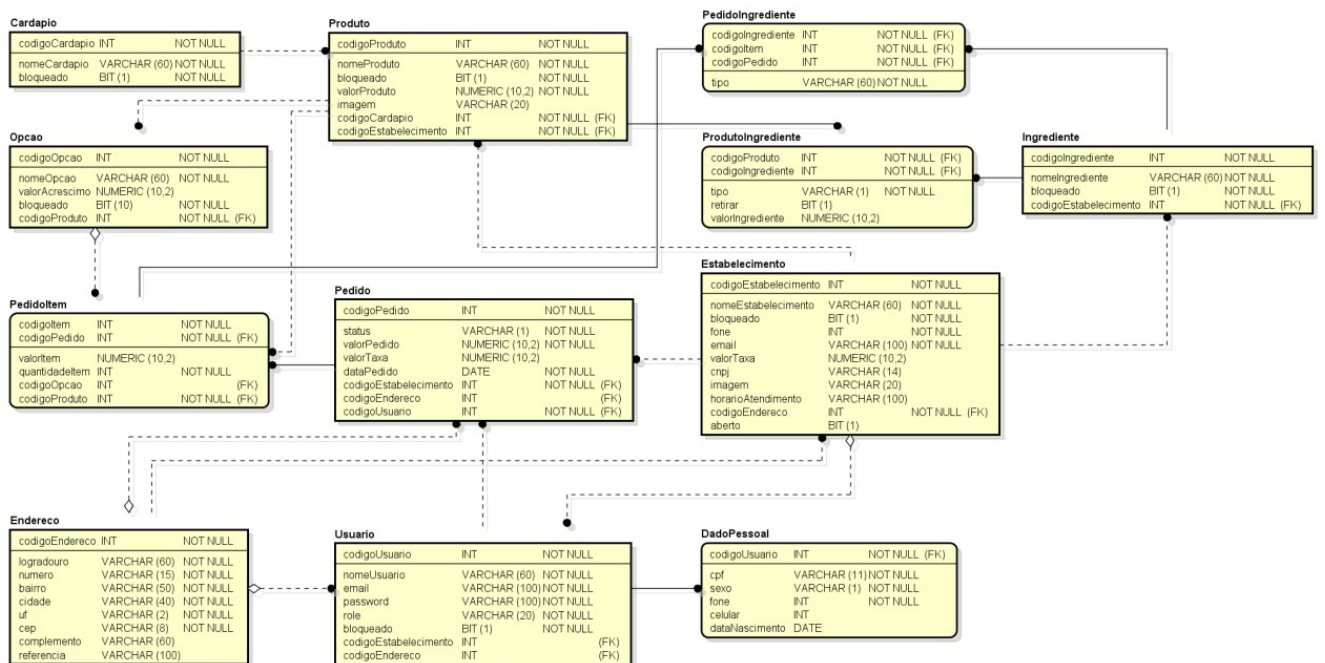 Cardapio
codigoCardapio INT NOT NULL
nomeCardapio VARCHAR (60) NOT NULL
bloqueado BIT (1) NOT NULL
Produto
codigoProduto INT NOT NULL
nomeProduto VARCHAR (60) NOT NULL
bloqueado BIT (1) NOT NULL
valorProduto NUMERIC (10,2) NOT NULL
imagem VARCHAR (20)
codigoCardapio INT NOT NULL (FK)
codigoEstabelecimento INT NOT NULL (FK)
PedidoIngrediente
codigoIngrediente INT NOT NULL (FK)
codigoItem INT NOT NULL (FK)
codigoPedido INT NOT NULL (FK)
tipo VARCHAR (60) NOT NULL
Opcao
codigoOpcao INT NOT NULL
nomeOpcao VARCHAR (60) NOT NULL
valorAcrescimo NUMERIC (10,2)
bloqueado BIT (10) NOT NULL
codigoProduto INT NOT NULL (FK)
ProdutoIngrediente
codigoProduto INT NOT NULL (FK)
codigoIngrediente INT NOT NULL (FK)
tipo VARCHAR (1) NOT NULL
retirar BIT (1)
valorIngrediente NUMERIC (10,2)
Ingrediente
codigoIngrediente INT NOT NULL
nomeIngrediente VARCHAR (60) NOT NULL
bloqueado BIT (1) NOT NULL
codigoEstabelecimento INT NOT NULL (FK)
PedidoItem
codigoItem INT NOT NULL
codigoPedido INT NOT NULL (FK)
valorItem NUMERIC (10,2)
quantidadeItem INT NOT NULL
codigoOpcao INT (FK)
codigoProduto INT NOT NULL (FK)
Pedido
codigoPedido INT NOT NULL
status VARCHAR (1) NOT NULL
valorPedido NUMERIC (10,2) NOT NULL
valorTaxa NUMERIC (10,2)
dataPedido DATE NOT NULL
codigoEstabelecimento INT NOT NULL (FK)
codigoEndereco INT (FK)
codigoUsuario INT NOT NULL (FK)
Estabelecimento
codigoEstabelecimento INT NOT NULL
nomeEstabelecimento VARCHAR (60) NOT NULL
bloqueado BIT (1) NOT NULL
fone INT NOT NULL
email VARCHAR (100) NOT NULL
valorTaxa NUMERIC (10,2)
cnpj VARCHAR (14)
imagem VARCHAR (20)
horarioAtendimento VARCHAR (100)
codigoEndereco INT NOT NULL (FK)
aberto BIT (1)
Endereco
codigoEndereco INT NOT NULL
logradouro VARCHAR (60) NOT NULL
numero VARCHAR (15) NOT NULL
bairro VARCHAR (50) NOT NULL
cidade VARCHAR (40) NOT NULL
uf VARCHAR (2) NOT NULL
cep VARCHAR (8) NOT NULL
complemento VARCHAR (60)
referencia VARCHAR (100)
Usuario
codigoUsuario INT NOT NULL
nomeUsuario VARCHAR (60) NOT NULL
email VARCHAR (100) NOT NULL
password VARCHAR (100) NOT NULL
role VARCHAR (20) NOT NULL
bloqueado BIT (1) NOT NULL
codigoEstabelecimento INT (FK)
codigoEndereco INT (FK)
DadoPessoal
codigoUsuario INT NOT NULL (FK)
cpf VARCHAR (11) NOT NULL
sexo VARCHAR (1) NOT NULL
fone INT NOT NULL
celular INT
dataNascimento DATE